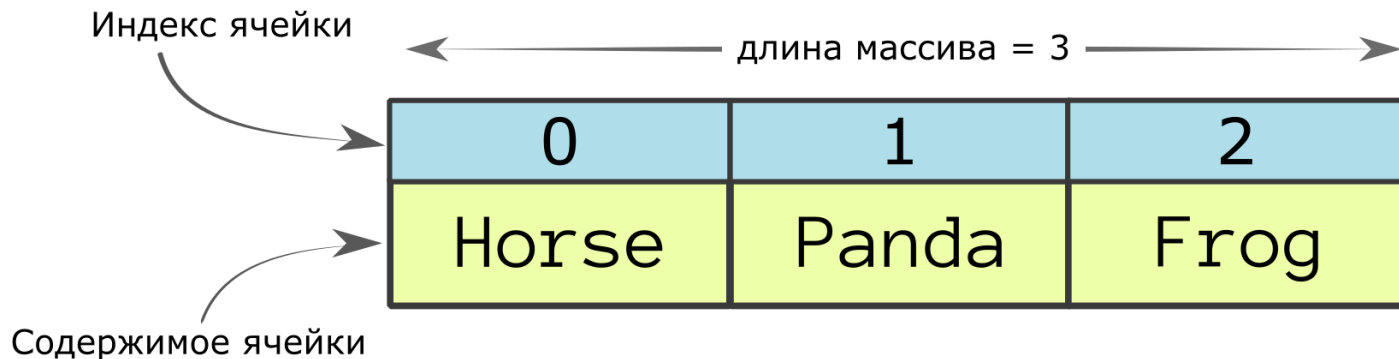 Индекс ячейки
длина массива = 3
0 1 2
Horse Panda Frog
Содержимое ячейки